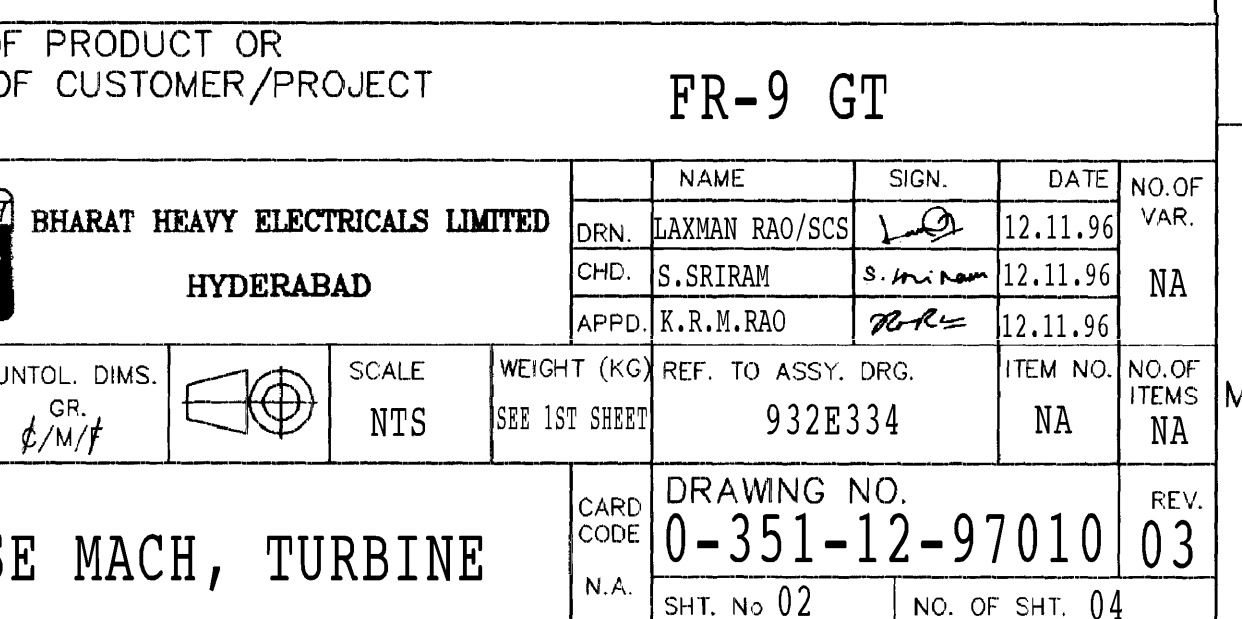 OF PRODUCT OR
OF CUSTOMER/PROJECT
FR-9 GT
BHARAT HEAVY ELECTRICALS LIMITED
HYDERABAD
NAME SIGN. DATE
DRN. LAXMAN RAO/SCS 12.11.96
CHD. S.SRIRAM S. Sriram 12.11.96
APPD. K.R.M.RAO 12.11.96
NO.OF
VAR.
NA
UNTOL. DIMS.
GR.
¢/M/f
SCALE
NTS
WEIGHT (KG)
SEE 1ST SHEET
REF. TO ASSY. DRG.
932E334
ITEM NO.
NA
NO.OF
ITEMS
NA
SE MACH, TURBINE
CARD
CODE
N.A.
DRAWING NO.
0-351-12-97010
REV.
03
SHT. No 02
NO. OF SHT. 04